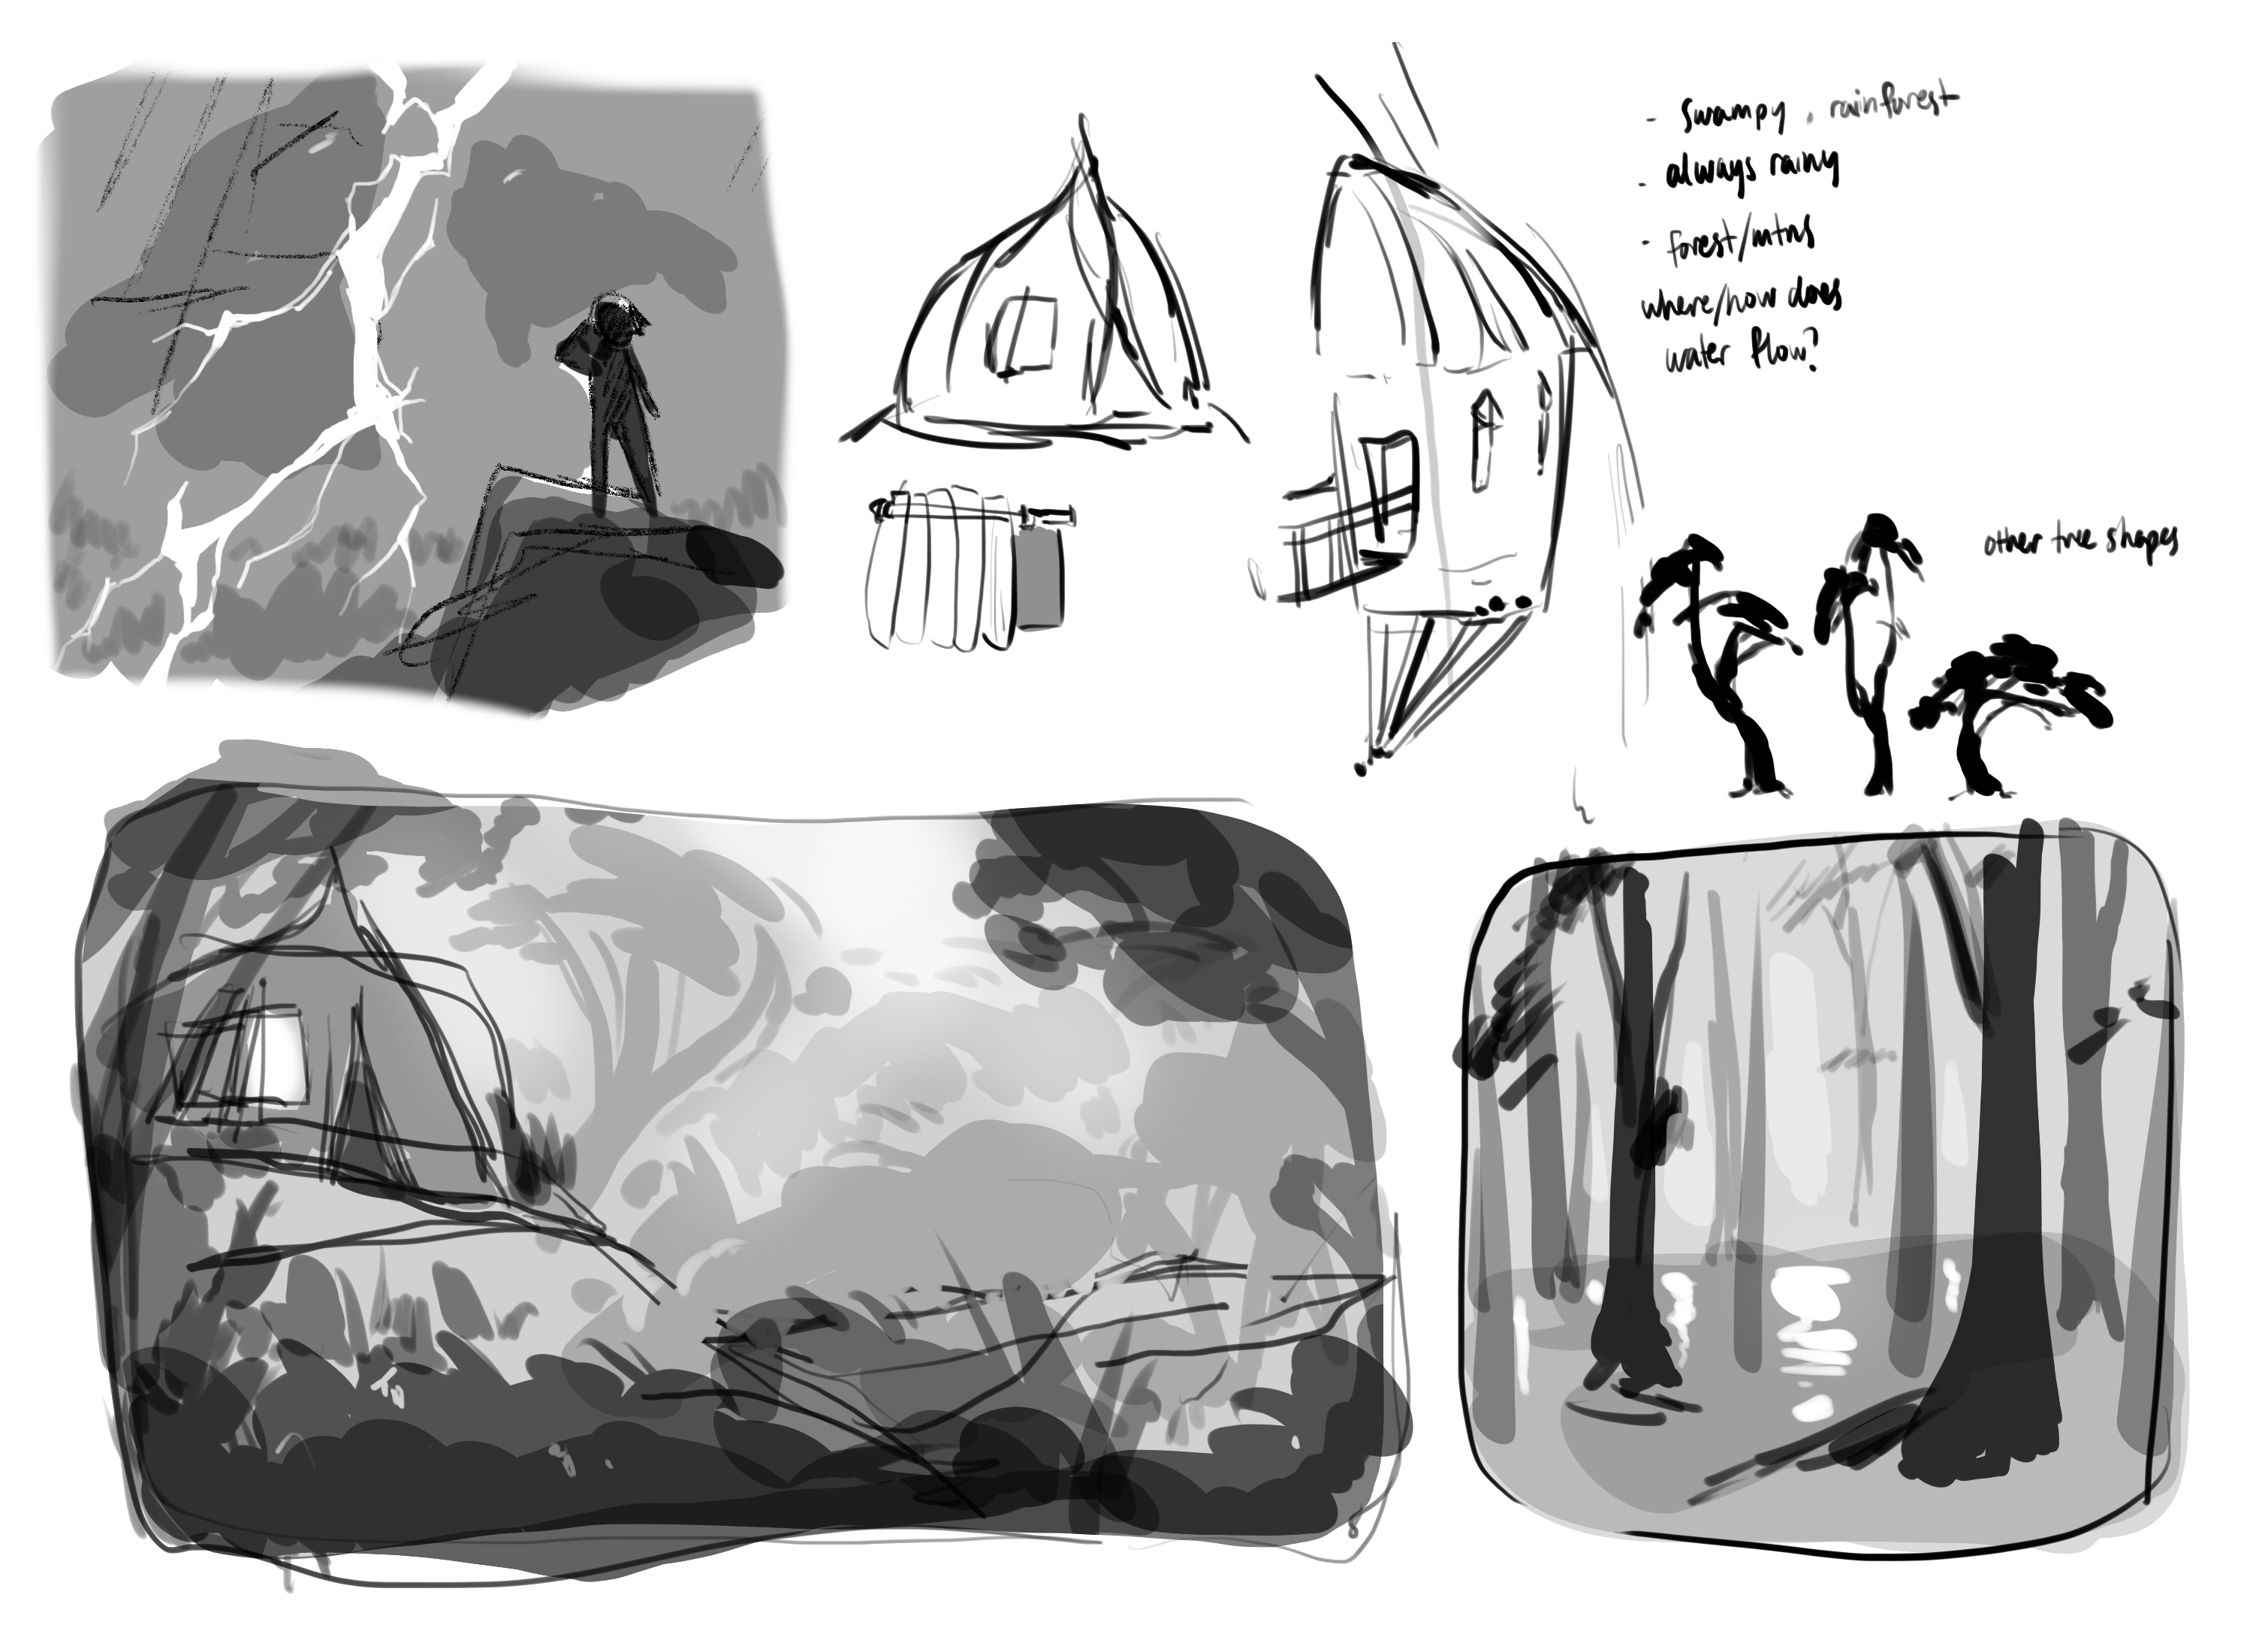 - swampy, rainforest
- always rainy
- forest/mtns
where/how does
water flow?
other tree shapes